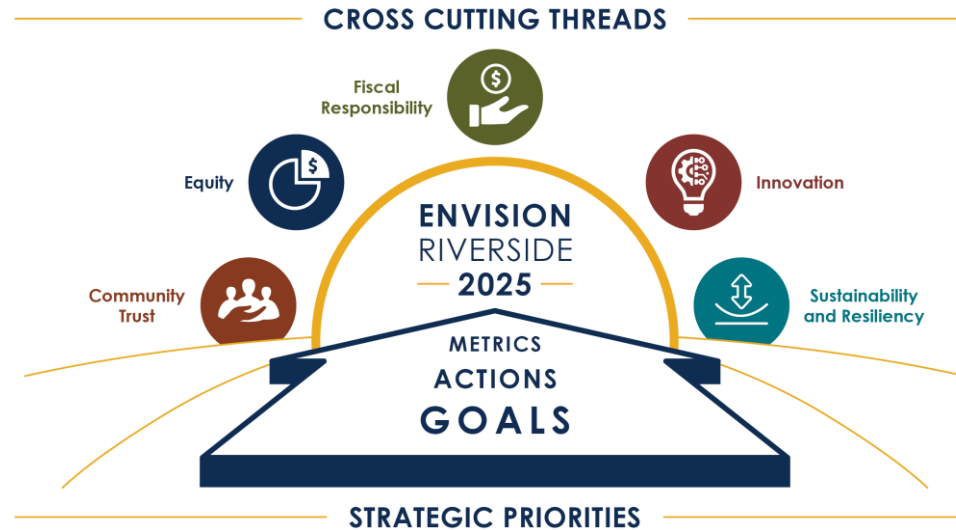 CROSS CUTTING THREADS
Fiscal
Responsibility
$
Equity
$
Innovation
ENVISION
RIVERSIDE
2025
Community
Trust
Sustainability
and Resiliency
METRICS
ACTIONS
GOALS
STRATEGIC PRIORITIES